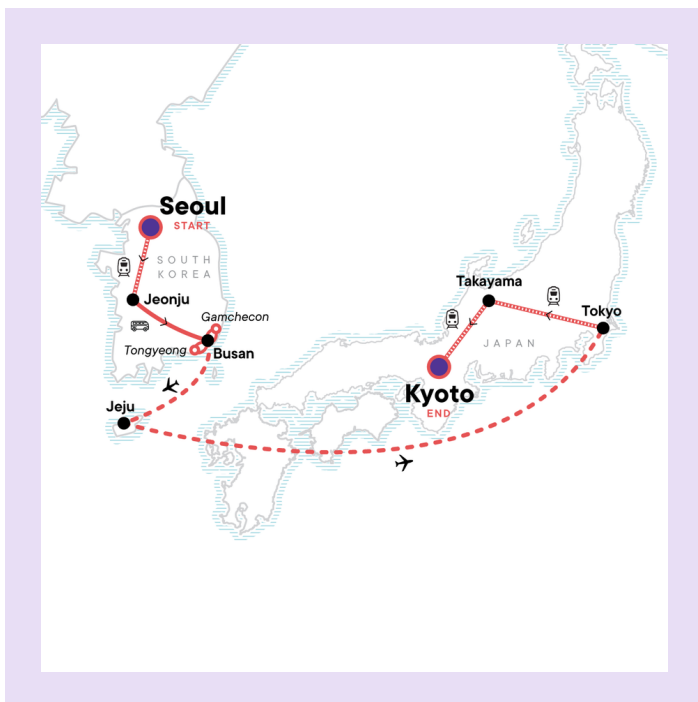 Seoul
START
SOUTH
KOREA
Jeonju
Gamchecon
Tongyeong
Busan
Jeju
Takayama
Tokyo
JAPAN
Kyoto
END